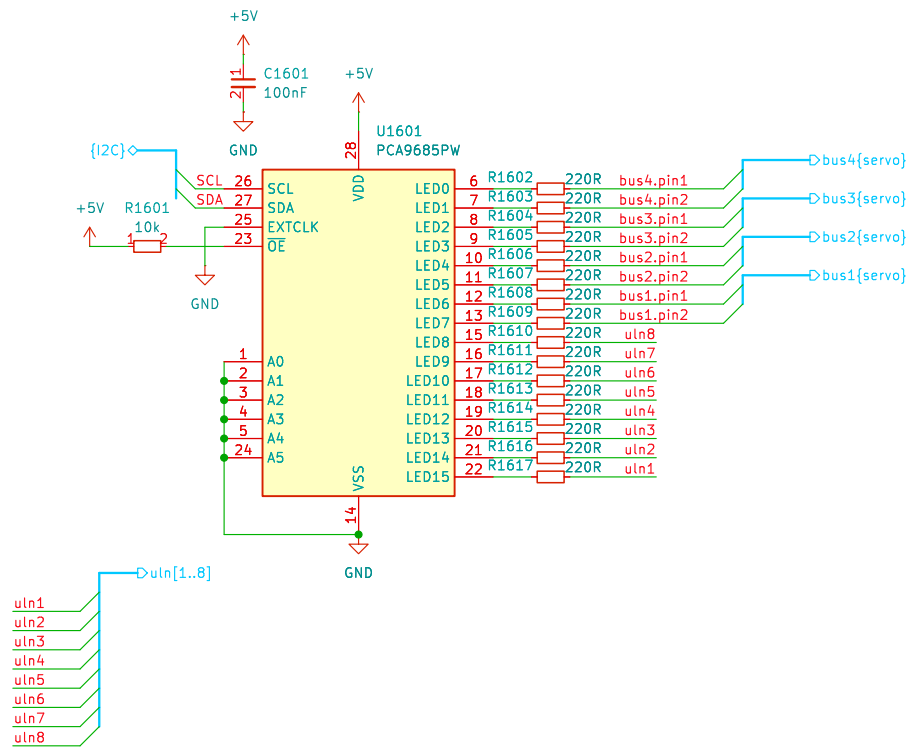 +5V
C1601
100nF
GND
+5V
U1601
PCA9685PW
{I2C}
+5V
R1601
10k
1
2
GND
1
2
28
VDD
SCL 26 SCL
SDA 27 SDA
25 EXTCLK
23 OE
1 A0
2 A1
3 A2
4 A3
5 A4
24 A5
LED0 6 R1602 220R bus4.pin1
LED1 7 R1603 220R bus4.pin2
LED2 8 R1604 220R bus3.pin1
LED3 9 R1605 220R bus3.pin2
LED4 10 R1606 220R bus2.pin1
LED5 11 R1607 220R bus2.pin2
LED6 12 R1608 220R bus1.pin1
LED7 13 R1609 220R bus1.pin2
LED8 15 R1610 220R uln8
LED9 16 R1611 220R uln7
LED10 17 R1612 220R uln6
LED11 18 R1613 220R uln5
LED12 19 R1614 220R uln4
LED13 20 R1615 220R uln3
LED14 21 R1616 220R uln2
LED15 22 R1617 220R uln1
bus4{servo}
bus3{servo}
bus2{servo}
bus1{servo}
VSS
14
GND
uln[1..8]
uln1
uln2
uln3
uln4
uln5
uln6
uln7
uln8